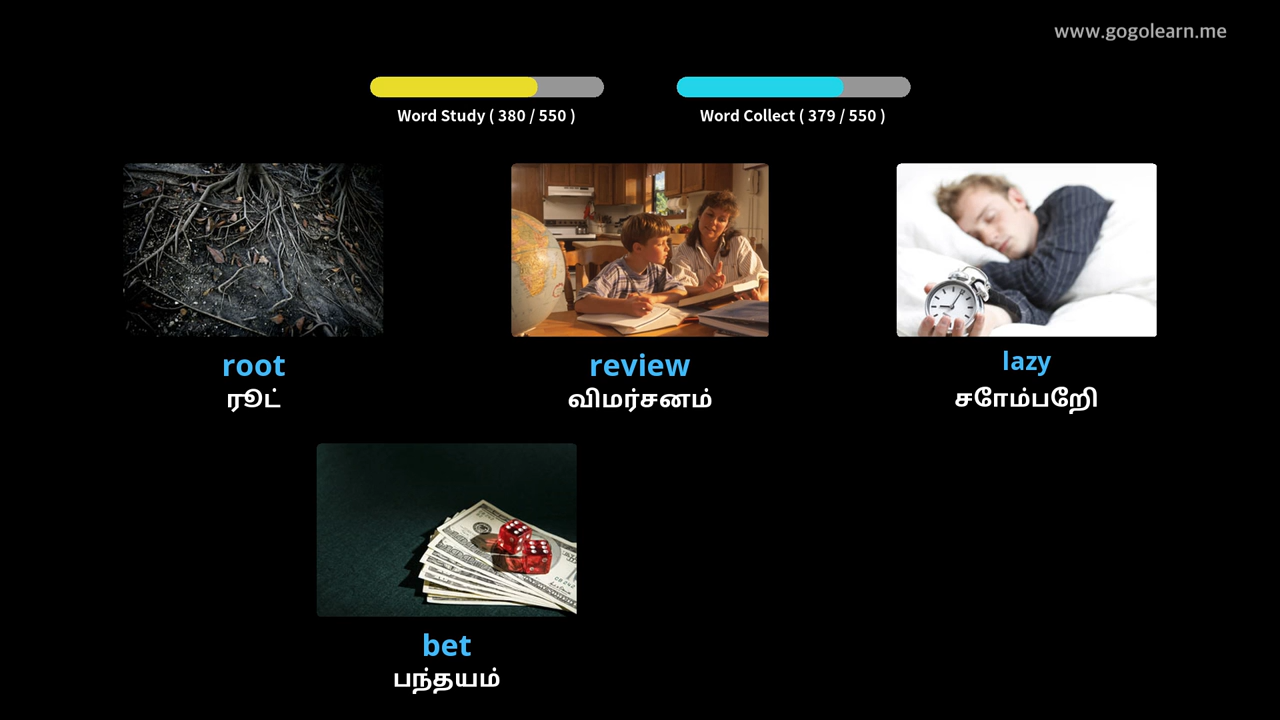 www.gogolearn.me
Word Study ( 380 / 550 )
Word Collect ( 379 / 550 )
root
ரூட்
review
விமர்சனம்
lazy
சோம்பறேி
bet
பந்தயம்